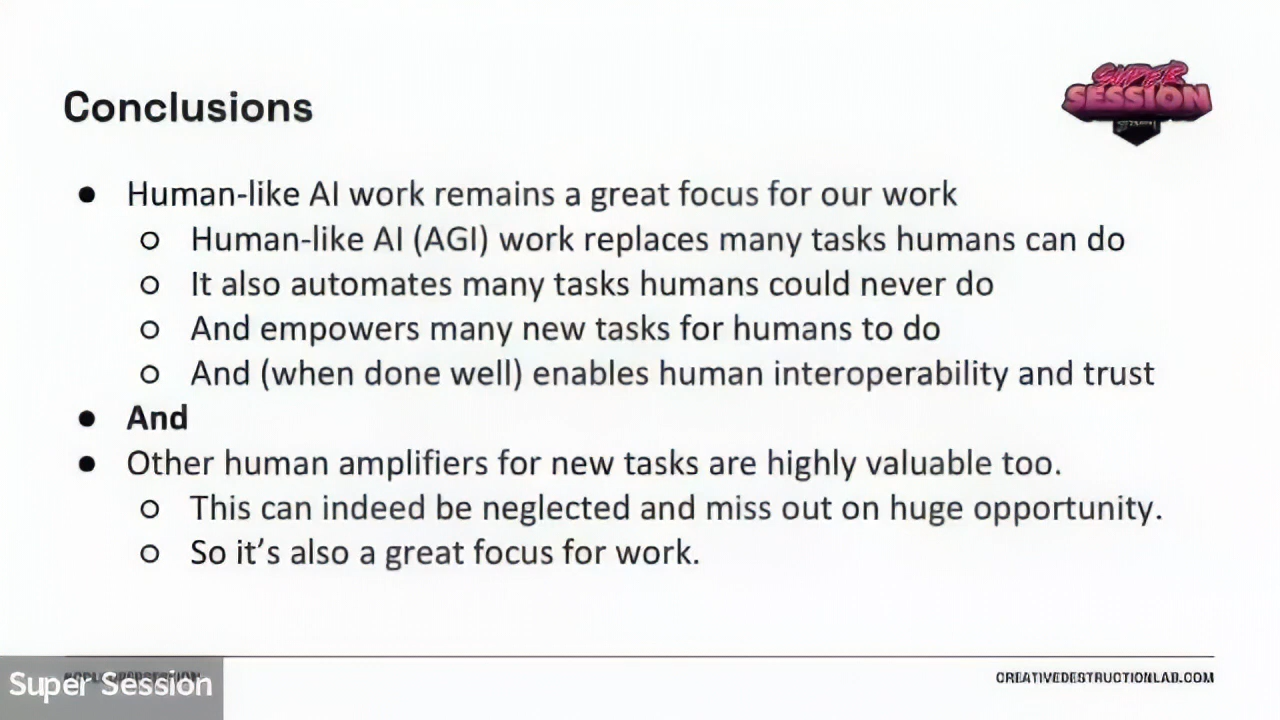 SUPER
SESSION
Conclusions
● Human-like AI work remains a great focus for our work
○ Human-like AI (AGI) work replaces many tasks humans can do
○ It also automates many tasks humans could never do
○ And empowers many new tasks for humans to do
○ And (when done well) enables human interoperability and trust
● And
● Other human amplifiers for new tasks are highly valuable too.
○ This can indeed be neglected and miss out on huge opportunity.
○ So it's also a great focus for work.
Super Session
CREATIVEDESTRUCTIONLAB.COM